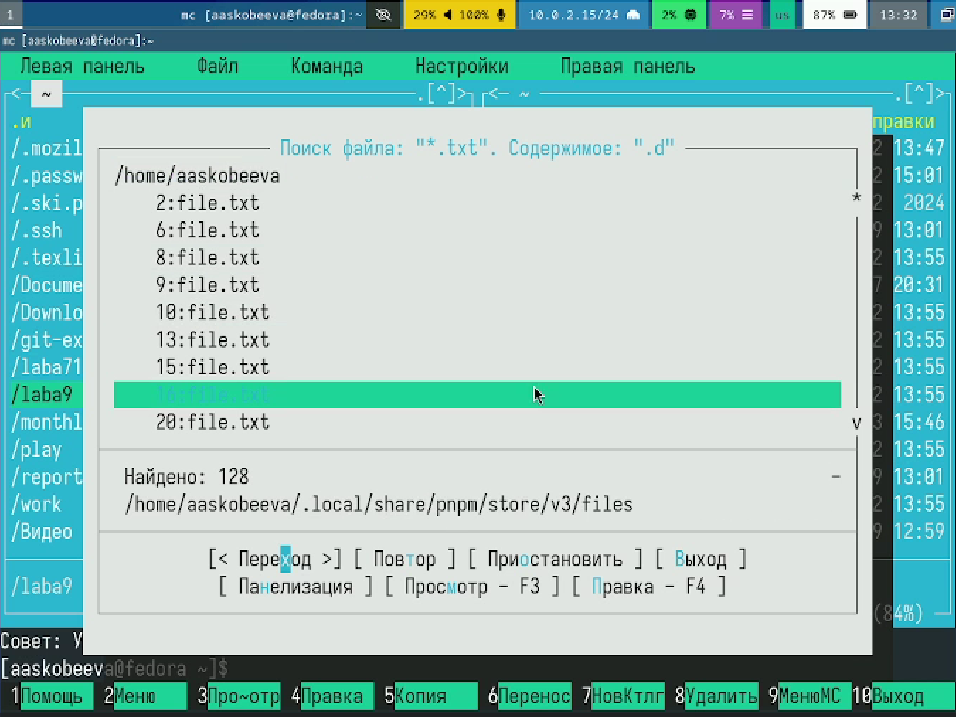 1 mc [aaskobeeva@fedora]:~ 29% 100% 10.0.2.15/24 2% 7% us 87% 13:32
mc [aaskobeeva@fedora]:~
Левая панель Файл Команда Настройки Правая панель
<─ ~ .[^]> <─ ~ .[^]>
.и правки
/.mozil 2 13:47
/.passw 2 15:01
/.ski.p 2 2024
/.ssh 9 13:01
/.texli 2 13:55
/Docume 7 20:31
/Downlo 2 13:55
/git-ex 2 13:55
/laba71 2 13:55
/laba9 2 13:55
/monthl 3 15:46
/play 2 13:55
/report 9 13:01
/work 2 13:55
/Видео 9 12:59
/laba9
(84%)
Поиск файла: "*.txt". Содержимое: ".d"
/home/aaskobeeva
2:file.txt
6:file.txt
8:file.txt
9:file.txt
10:file.txt
13:file.txt
15:file.txt
16:file.txt
20:file.txt
Найдено: 128
/home/aaskobeeva/.local/share/pnpm/store/v3/files
[< Переход >] [ Повтор ] [ Приостановить ] [ Выход ]
[ Панелизация ] [ Просмотр - F3 ] [ Правка - F4 ]
Совет: У
[aaskobeeva@fedora ~]$
1Помощь 2Меню 3Про~отр 4Правка 5Копия 6Перенос 7НовКтлг 8Удалить 9МенюМС 10Выход